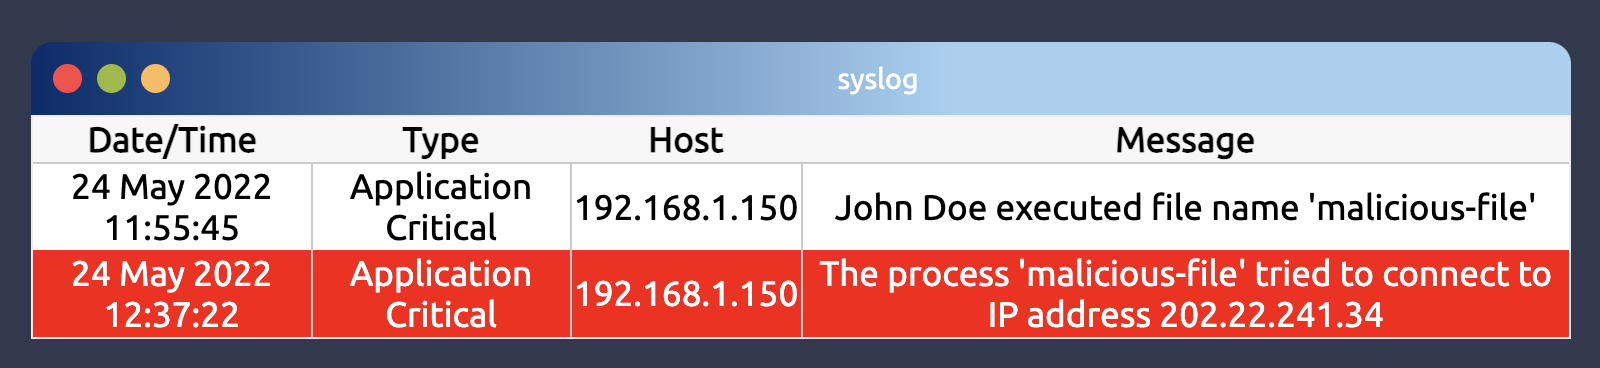 syslog
Date/Time Type Host Message
24 May 2022
11:55:45
Application
Critical
192.168.1.150
John Doe executed file name 'malicious-file'
24 May 2022
12:37:22
Application
Critical
192.168.1.150
The process 'malicious-file' tried to connect to
IP address 202.22.241.34